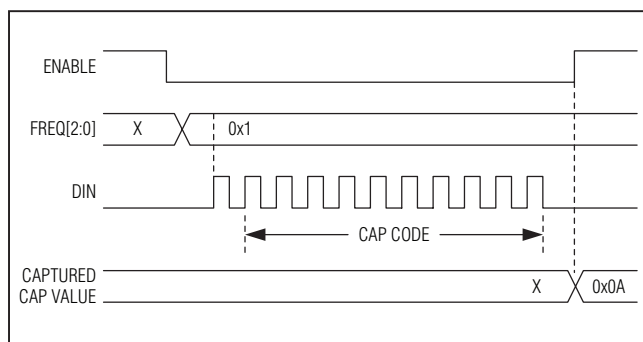 ENABLE
FREQ[2:0] X 0x1
DIN
CAP CODE
CAPTURED
CAP VALUE X 0x0A